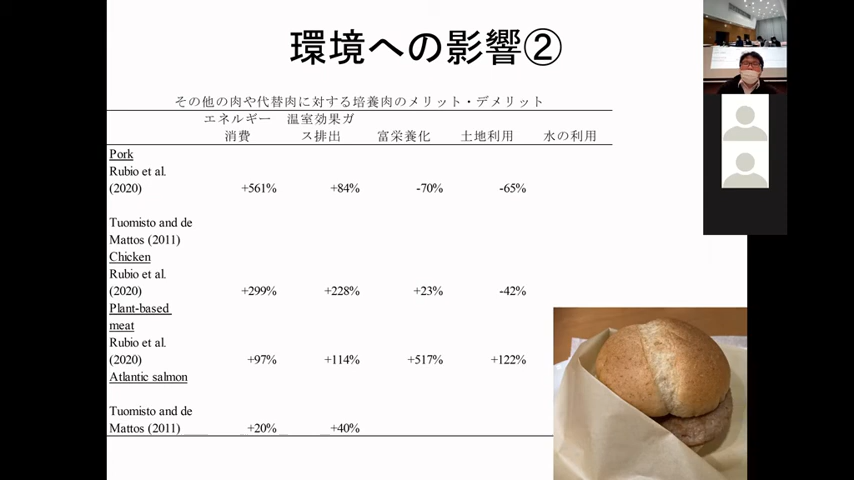 環境への影響②
その他の肉や代替肉に対する培養肉のメリット・デメリット
エネルギー消費 温室効果ガス排出 富栄養化 土地利用 水の利用
Pork
Rubio et al.
(2020) +561% +84% -70% -65%
Tuomisto and de
Mattos (2011)
Chicken
Rubio et al.
(2020) +299% +228% +23% -42%
Plant-based
meat
Rubio et al.
(2020) +97% +114% +517% +122%
Atlantic salmon
Tuomisto and de
Mattos (2011) +20% +40%